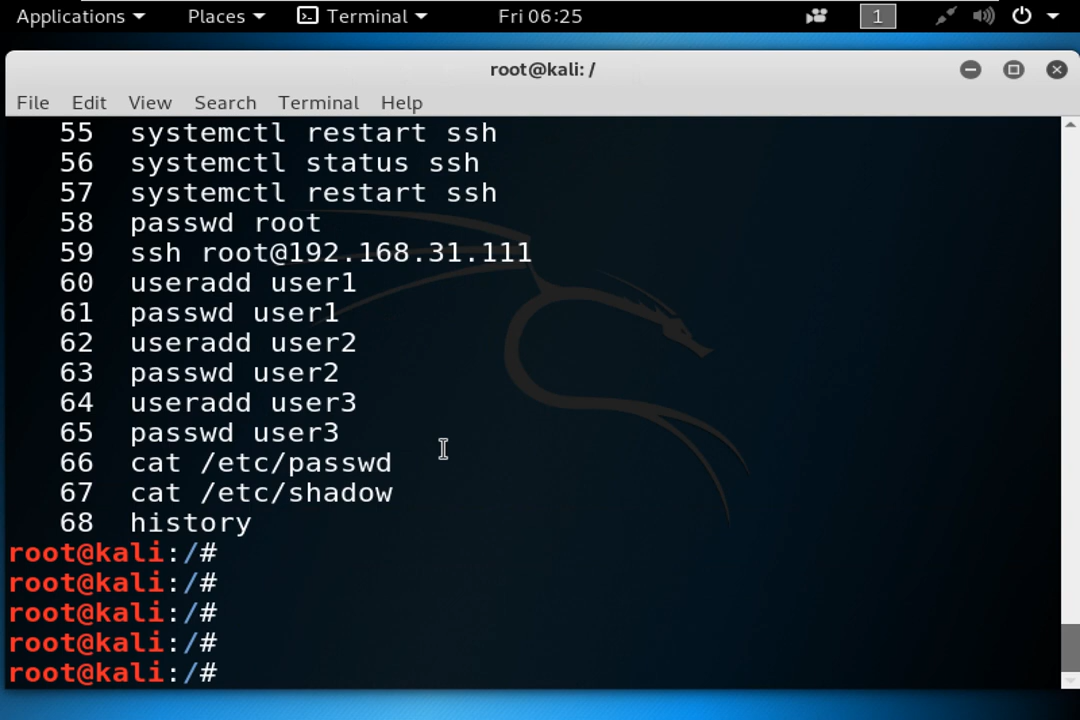 Applications Places Terminal Fri 06:25 1
root@kali: /
File Edit View Search Terminal Help
55 systemctl restart ssh
56 systemctl status ssh
57 systemctl restart ssh
58 passwd root
59 ssh root@192.168.31.111
60 useradd user1
61 passwd user1
62 useradd user2
63 passwd user2
64 useradd user3
65 passwd user3
66 cat /etc/passwd
67 cat /etc/shadow
68 history
root@kali:/#
root@kali:/#
root@kali:/#
root@kali:/#
root@kali:/#